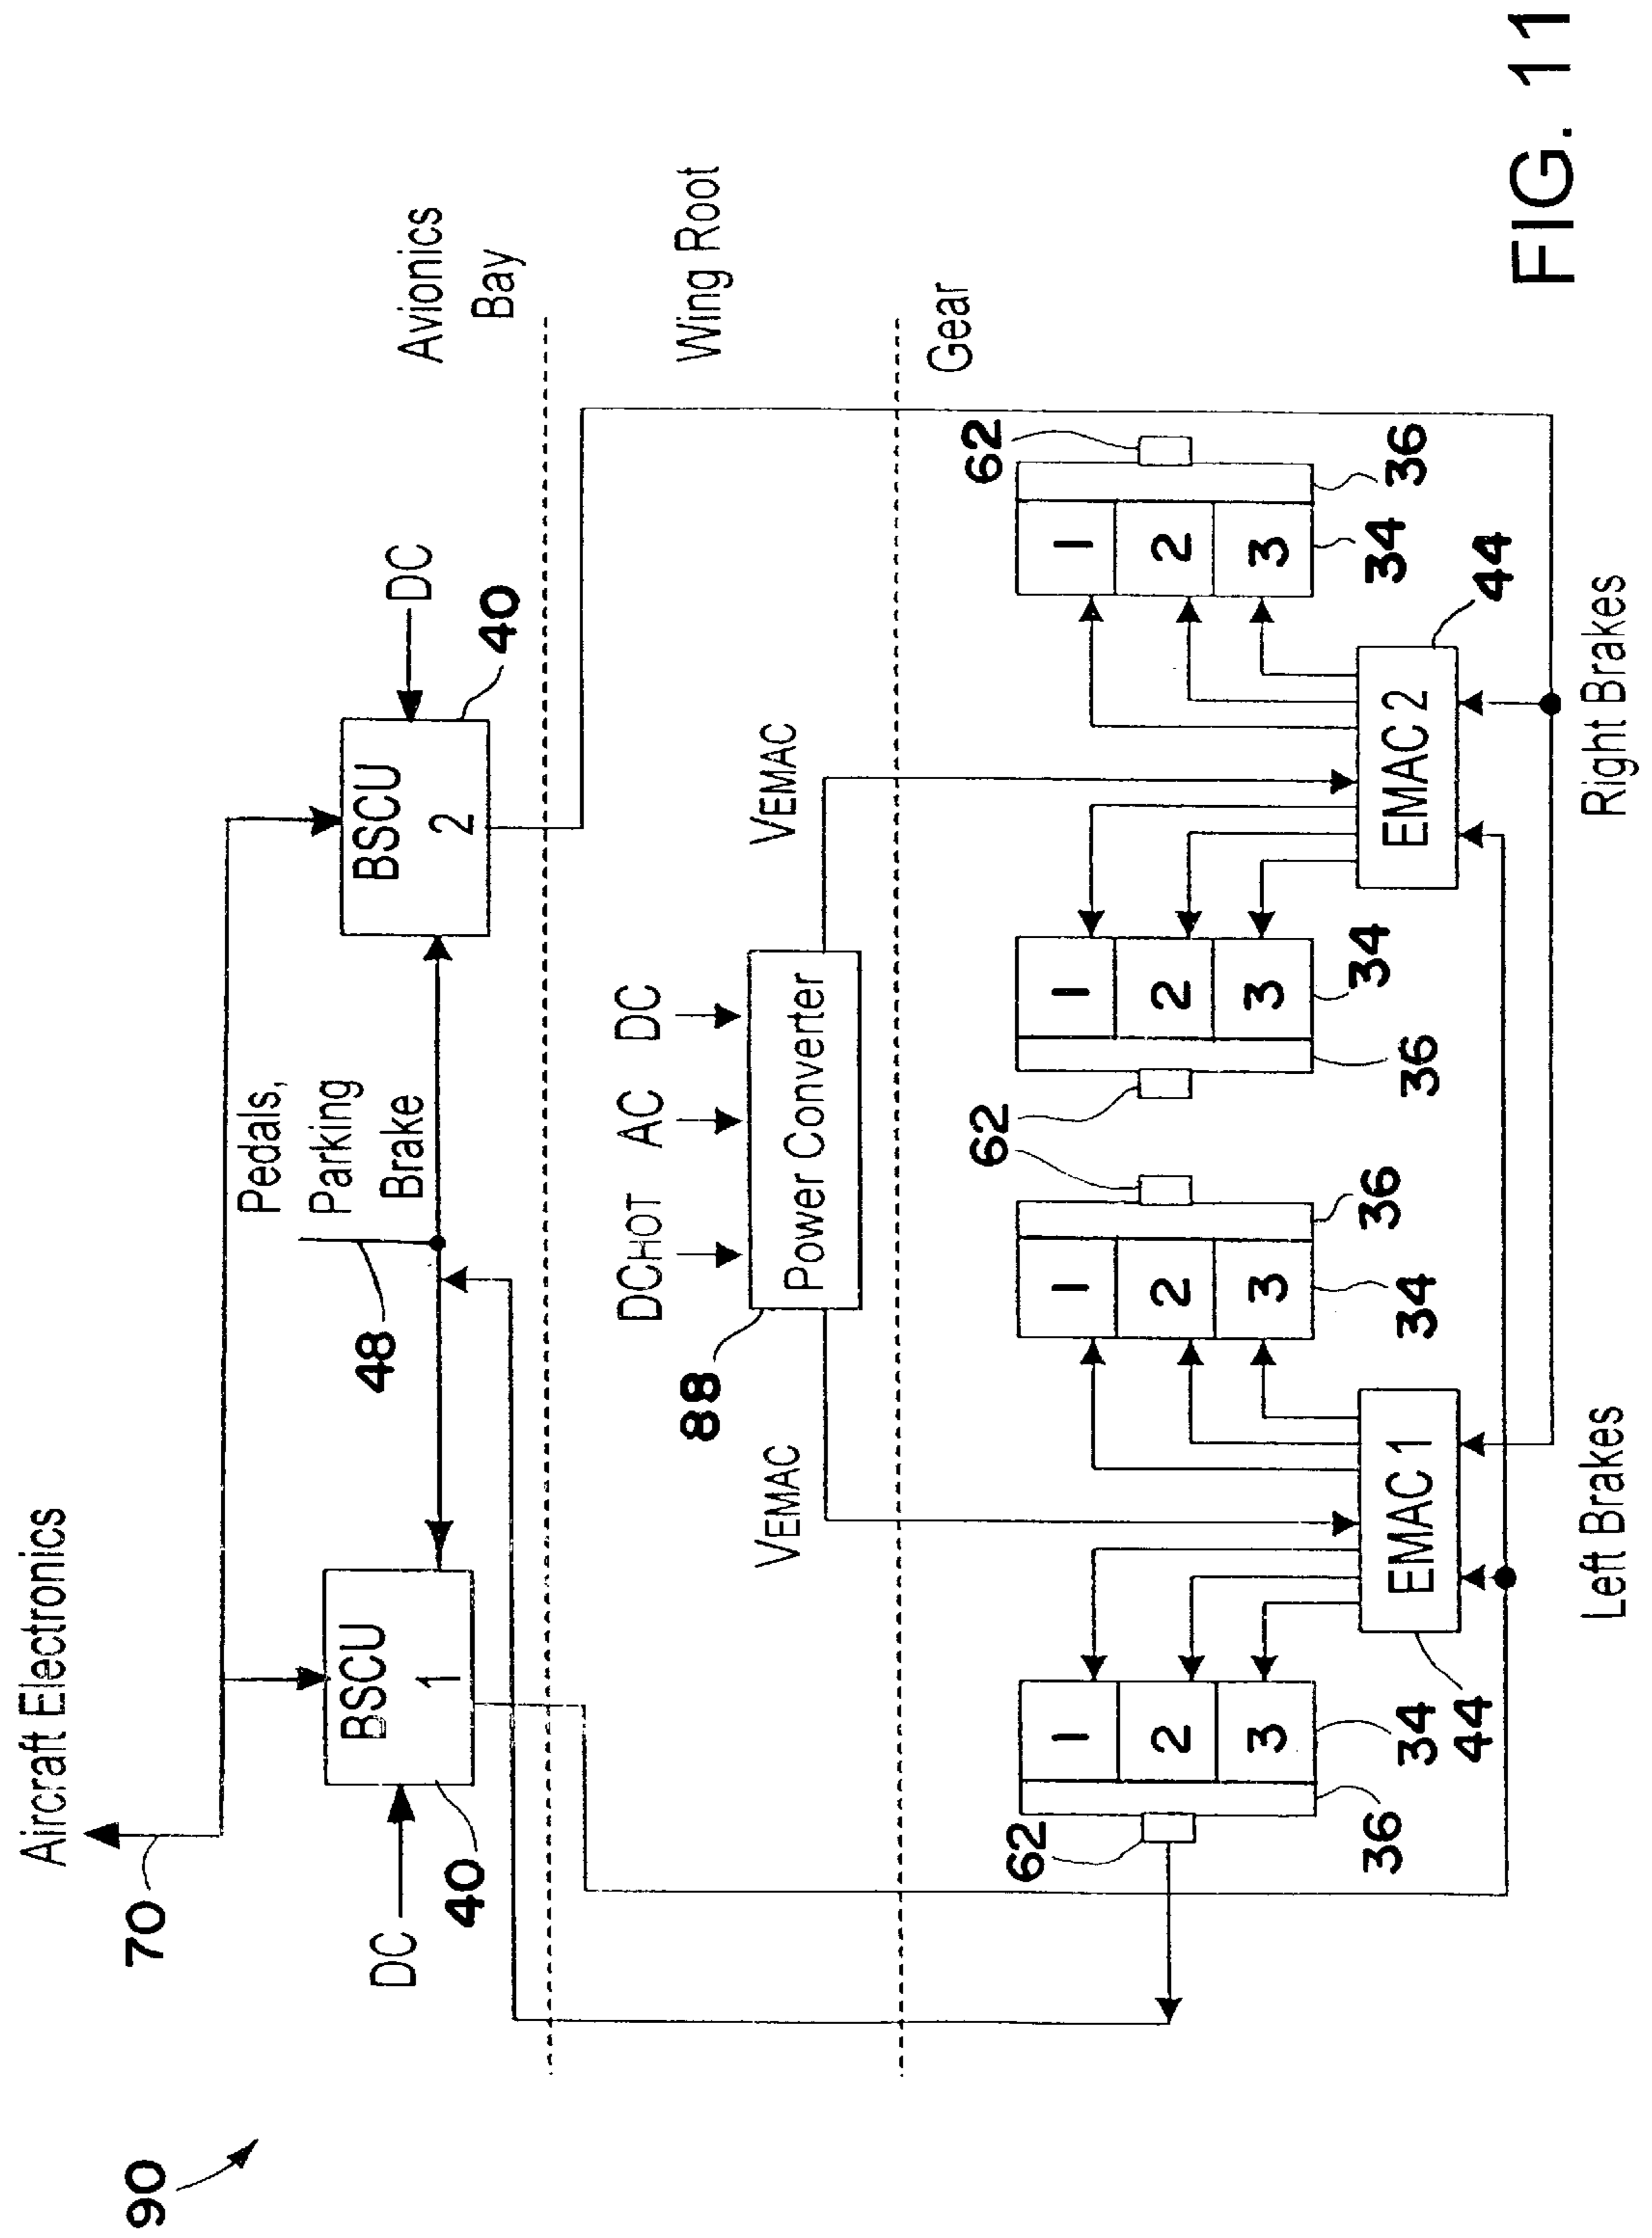 90
Aircraft Electronics
70
DC
40
BSCU
1
48
Pedals,
Parking
Brake
BSCU
2
DC
40
Avionics
Bay
DCHOT
AC
DC
88
Power Converter
VEMAC
VEMAC
Wing Root
Gear
62
1
2
3
36
34
44
EMAC 1
1
2
3
34
36
62
1
2
3
36
34
EMAC 2
44
1
2
3
34
36
62
Left Brakes
Right Brakes
FIG. 11